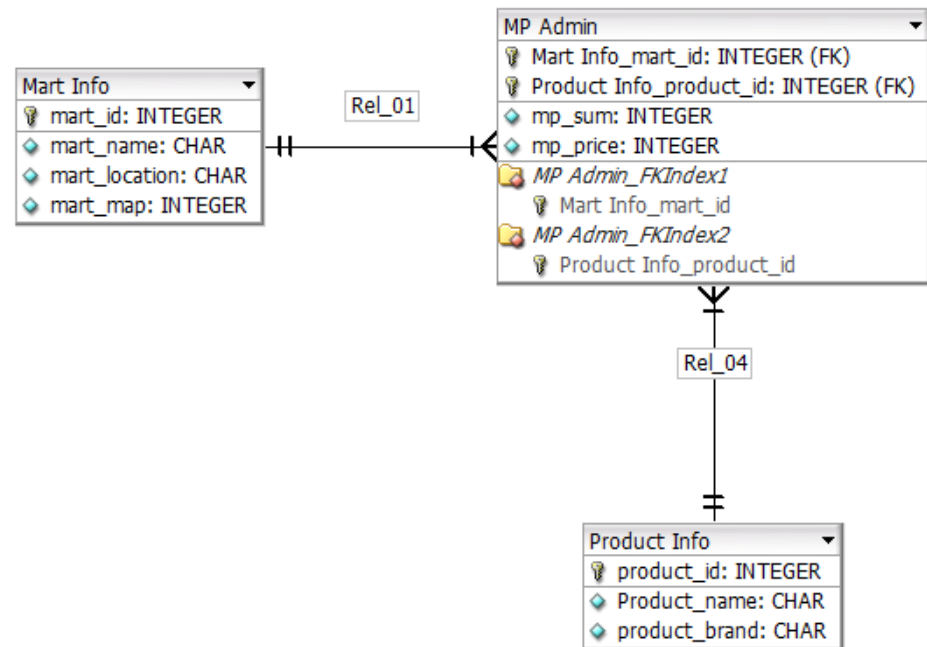 Mart Info
mart_id: INTEGER
mart_name: CHAR
mart_location: CHAR
mart_map: INTEGER
Rel_01
MP Admin
Mart Info_mart_id: INTEGER (FK)
Product Info_product_id: INTEGER (FK)
mp_sum: INTEGER
mp_price: INTEGER
MP Admin_FKIndex1
Mart Info_mart_id
MP Admin_FKIndex2
Product Info_product_id
Rel_04
Product Info
product_id: INTEGER
Product_name: CHAR
product_brand: CHAR